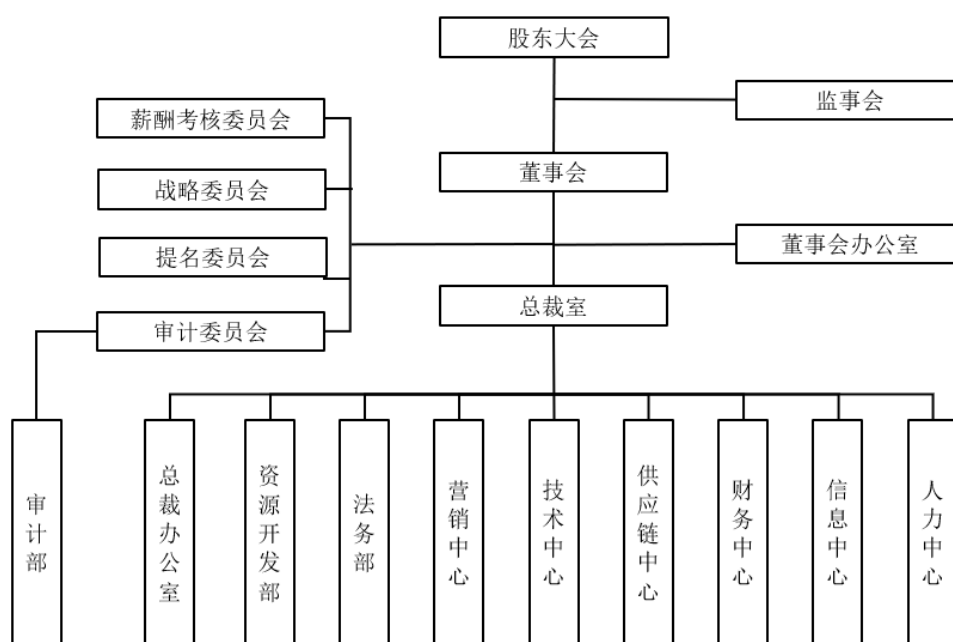 股东大会
监事会
薪酬考核委员会
董事会
战略委员会
提名委员会
董事会办公室
总裁室
审计委员会
审计部
总裁办公室
资源开发部
法务部
营销中心
技术中心
供应链中心
财务中心
信息中心
人力中心